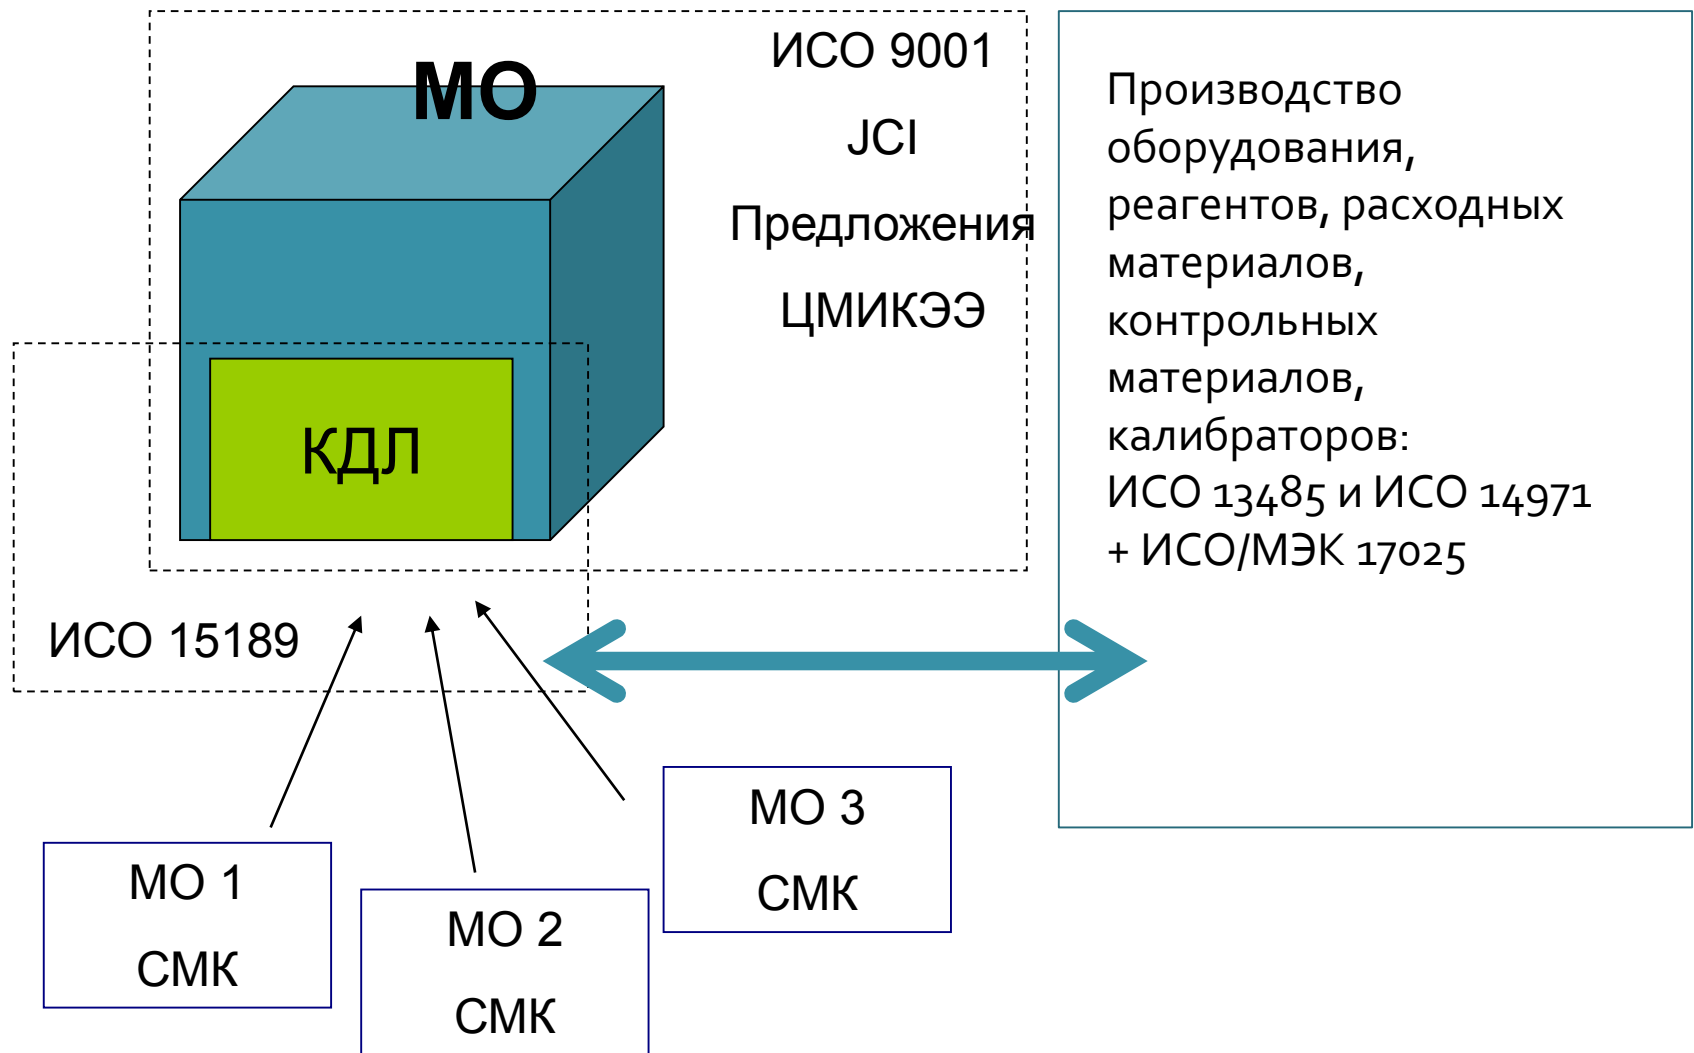 МО
ИСО 9001
JCI
Предложения
ЦМИКЭЭ
КДЛ
ИСО 15189
Производство
оборудования,
реагентов, расходных
материалов,
контрольных
материалов,
калибраторов:
ИСО 13485 и ИСО 14971
+ ИСО/МЭК 17025
МО 1
СМК
МО 2
СМК
МО 3
СМК